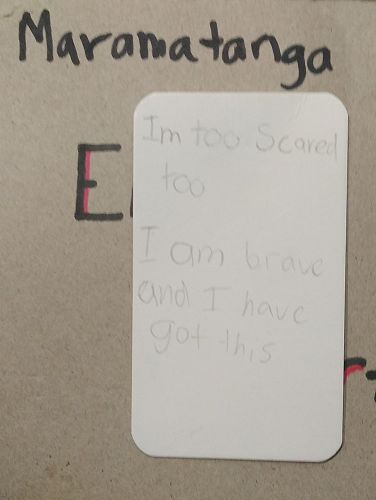 Maramatanga
E
Im too Scared
too
I am brave
and I have
got this